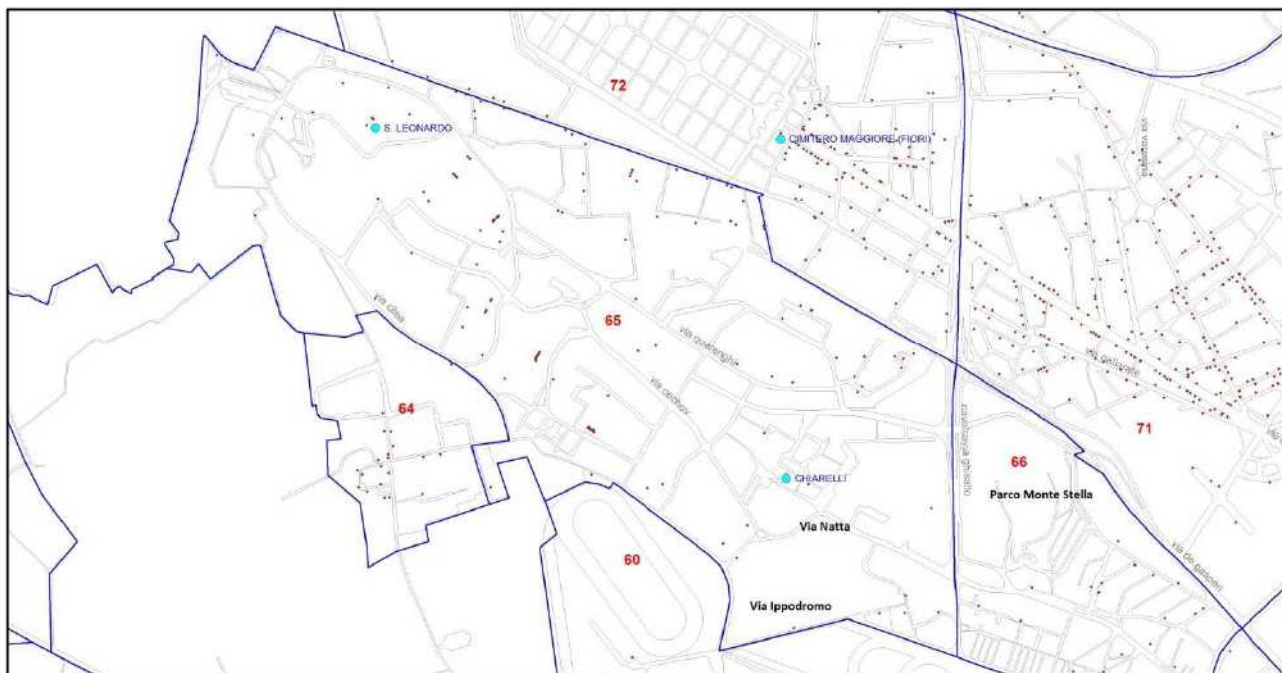 72
S. LEONARDO
CIMITERO MAGGIORE (FIORI)
via cilea
65
via quarenghi
via gallarate
via cechov
64
71
66
cavalcavia ghisallo
CHIARELLI
Parco Monte Stella
Via Natta
60
via de gasperi
Via Ippodromo